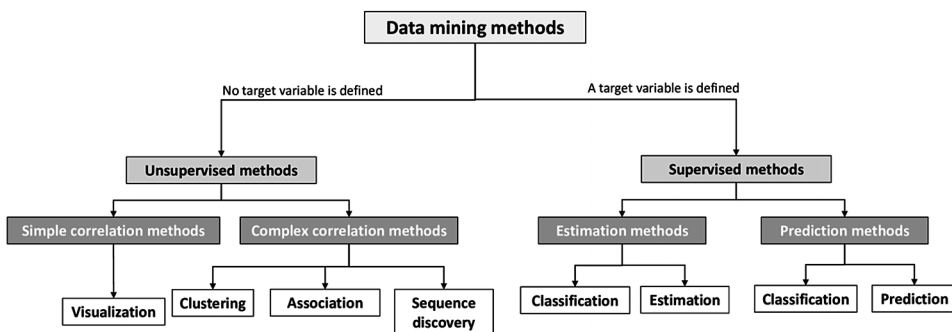 Data mining methods
No target variable is defined
A target variable is defined
Unsupervised methods
Supervised methods
Simple correlation methods
Complex correlation methods
Estimation methods
Prediction methods
Visualization
Clustering
Association
Sequence
discovery
Classification
Estimation
Classification
Prediction